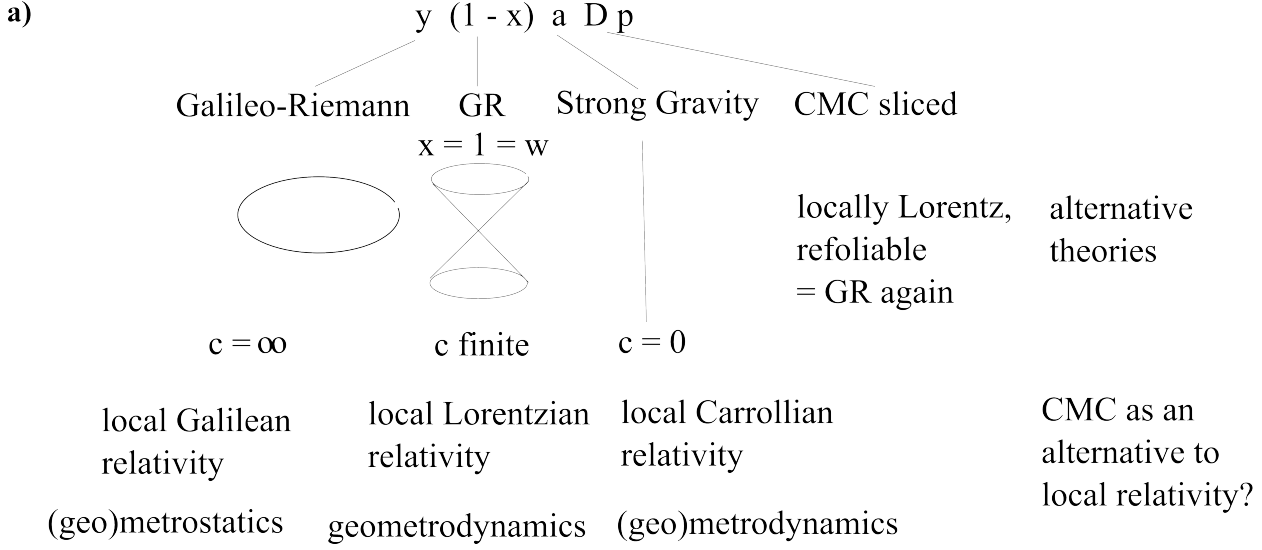 a)
y (1 - x) a D p
Galileo-Riemann GR Strong Gravity CMC sliced
x = 1 = w
locally Lorentz, alternative
refoliable theories
= GR again
c = ∞ c finite c = 0
local Galilean
relativity
local Lorentzian
relativity
local Carrollian
relativity
CMC as an
alternative to
local relativity?
(geo)metrostatics geometrodynamics (geo)metrodynamics